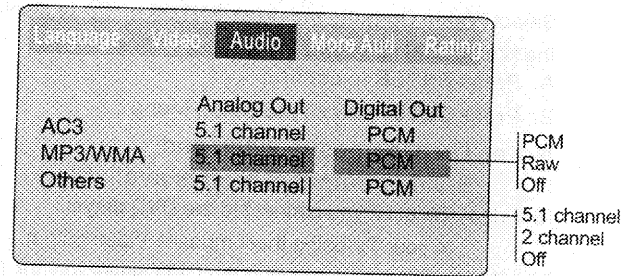 Language Video Audio More Aud Rating
Analog Out Digital Out
AC3 5.1 channel PCM
MP3/WMA 5.1 channel PCM
Others 5.1 channel PCM
PCM
Raw
Off
5.1 channel
2 channel
Off